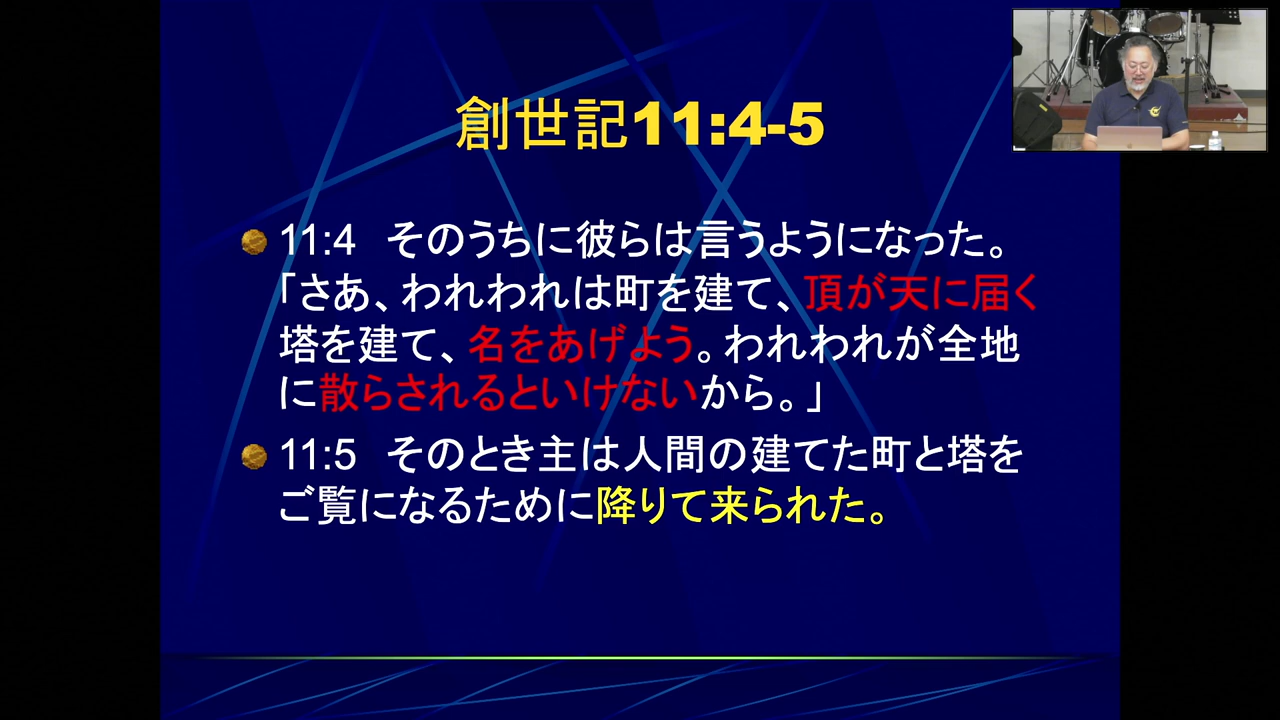 創世記11:4-5
11:4　そのうちに彼らは言うようになった。
「さあ、われわれは町を建て、頂が天に届く
塔を建て、名をあげよう。われわれが全地
に散らされるといけないから。」
11:5　そのとき主は人間の建てた町と塔を
ご覧になるために降りて来られた。